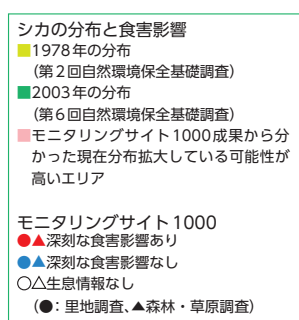 シカの分布と食害影響
■1978年の分布
（第2回自然環境保全基礎調査）
■2003年の分布
（第6回自然環境保全基礎調査）
■モニタリングサイト1000成果から分
かった現在分布拡大している可能性が
高いエリア
モニタリングサイト1000
●▲深刻な食害影響あり
●▲深刻な食害影響なし
○△生息情報なし
（●：里地調査、▲森林・草原調査）